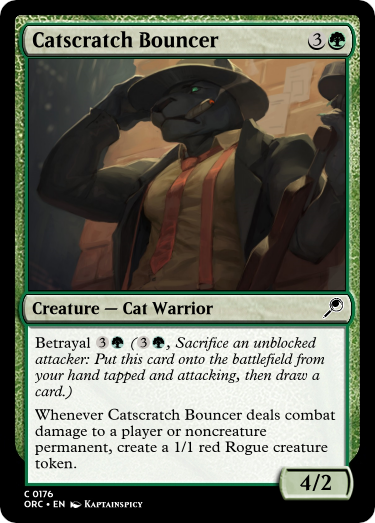 Catscratch Bouncer 3
Creature — Cat Warrior
Betrayal 3 (3, Sacrifice an unblocked
attacker: Put this card onto the battlefield from
your hand tapped and attacking, then draw a
card.)
Whenever Catscratch Bouncer deals combat
damage to a player or noncreature
permanent, create a 1/1 red Rogue creature
token.
4/2
C 0176
ORC • EN Kaptainspicy